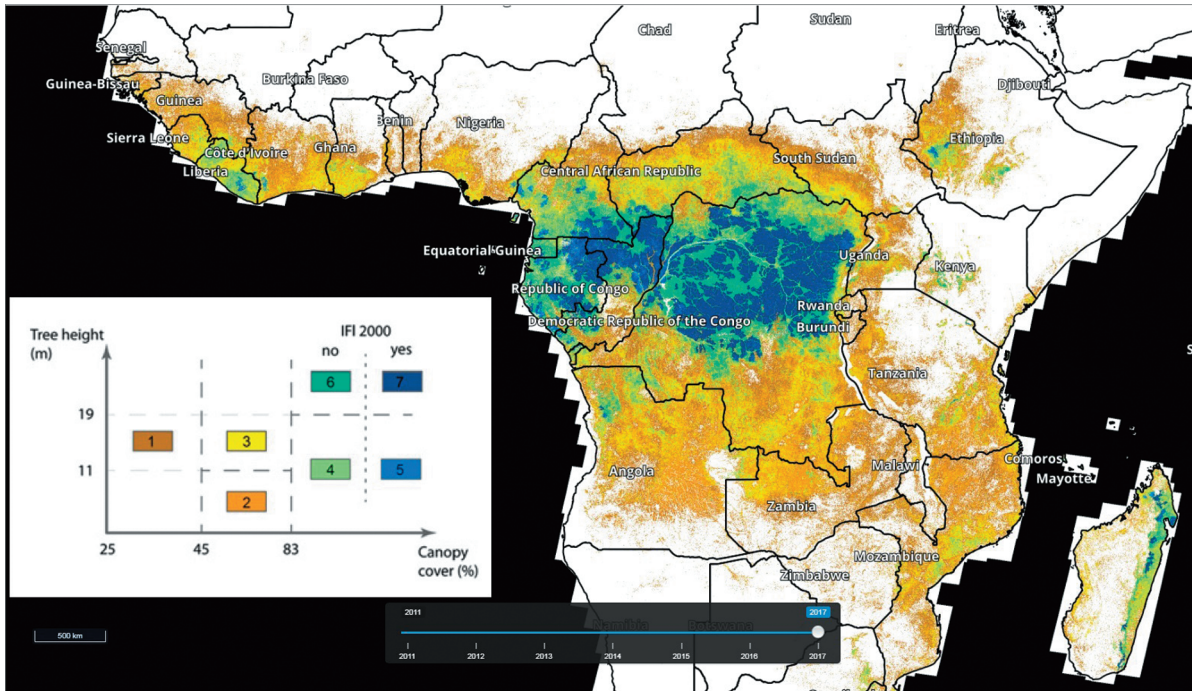 Chad
Sudan
Eritrea
Senegal
Burkina Faso
Djibouti
Guinea-Bissau
Guinea
Benin
Nigeria
Sierra Leone
Côte d'Ivoire
Ghana
Ethiopia
South Sudan
Liberia
Central African Republic
Equatorial Guinea
Uganda
Kenya
Republic of Congo
Rwanda
Democratic Republic of the Congo
Burundi
Tanzania
Angola
Malawi
Comoros
Mayotte
Zambia
Mozambique
Zimbabwe
Namibia
Botswana
Tree height
(m)
IFl 2000
no
yes
6
7
19
1
3
4
5
11
2
25
45
83
Canopy
cover (%)
500 km
2011
2017
2011
2012
2013
2014
2015
2016
2017